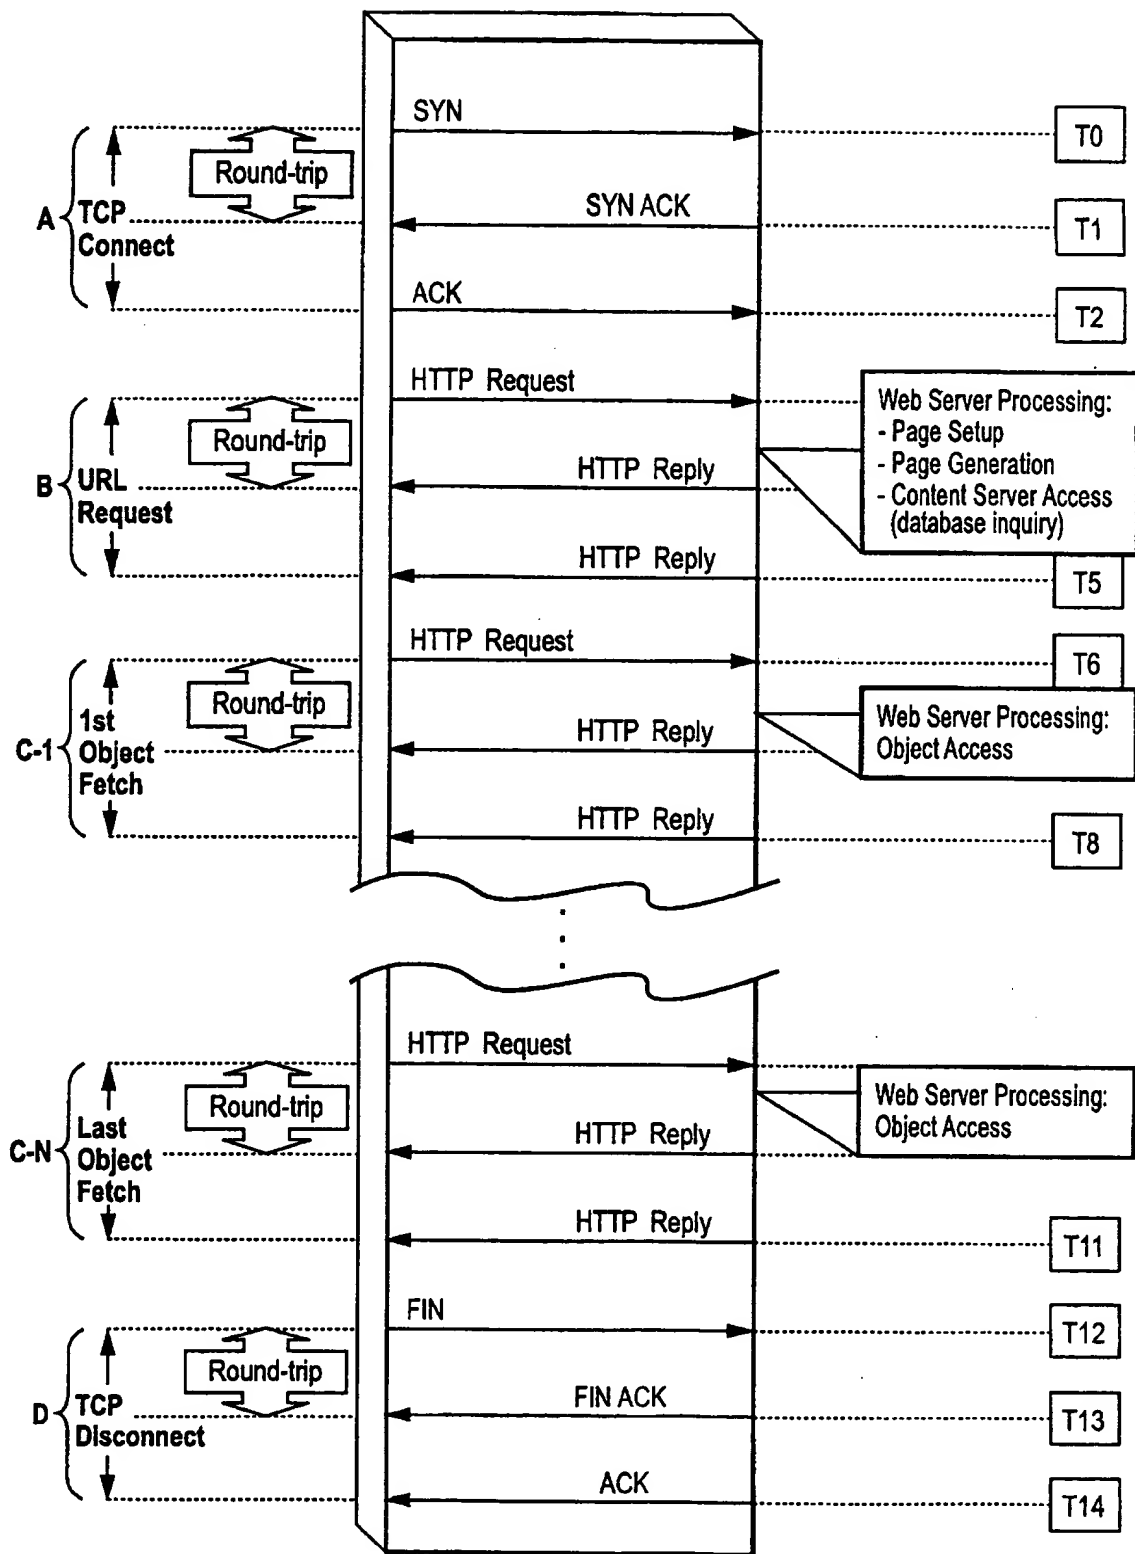 SYN
T0
Round-trip
A
TCP
Connect
SYN ACK
T1
ACK
T2
HTTP Request
Round-trip
B
URL
Request
Web Server Processing:
- Page Setup
- Page Generation
- Content Server Access
(database inquiry)
HTTP Reply
HTTP Reply
T5
HTTP Request
T6
Round-trip
C-1
1st
Object
Fetch
Web Server Processing:
Object Access
HTTP Reply
HTTP Reply
T8
HTTP Request
Round-trip
C-N
Last
Object
Fetch
Web Server Processing:
Object Access
HTTP Reply
HTTP Reply
T11
FIN
T12
Round-trip
D
TCP
Disconnect
FIN ACK
T13
ACK
T14